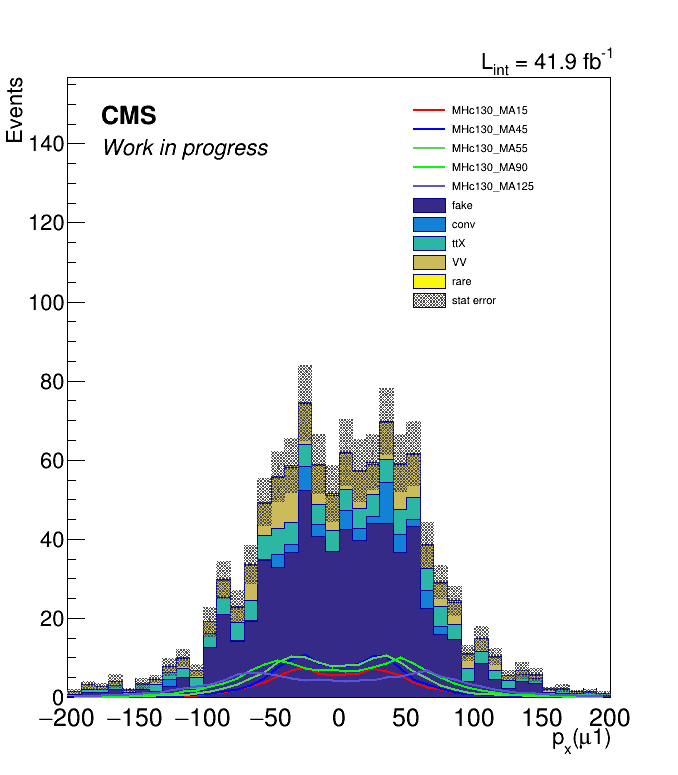 L_int = 41.9 fb^-1
Events
CMS
Work in progress
MHc130_MA15
MHc130_MA45
MHc130_MA55
MHc130_MA90
MHc130_MA125
fake
conv
ttX
VV
rare
stat error
140
120
100
80
60
40
20
0
−200 −150 −100 −50 0 50 100 150 200
p_x(μ1)